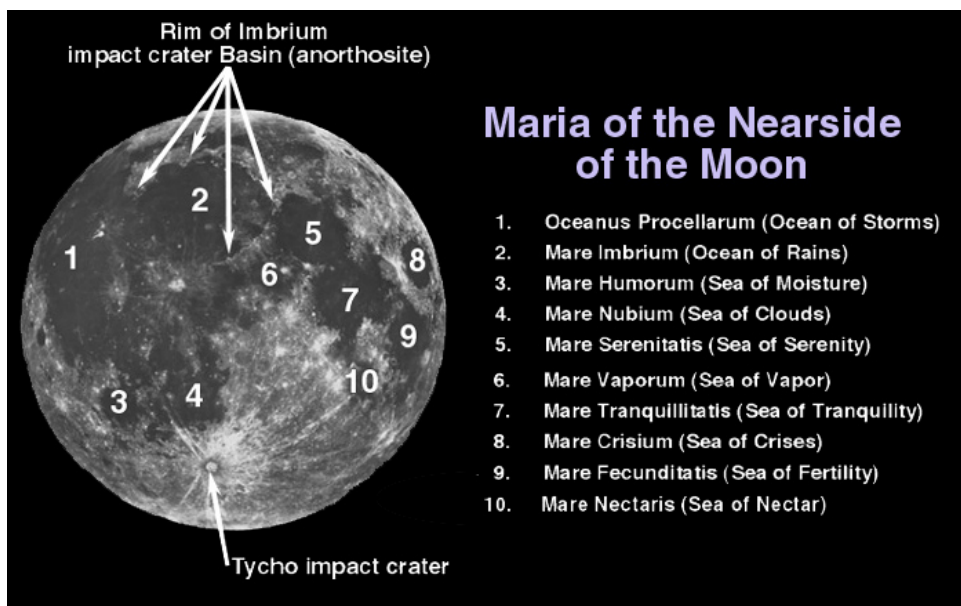 Rim of Imbrium
impact crater Basin (anorthosite)
Maria of the Nearside
of the Moon
1. Oceanus Procellarum (Ocean of Storms)
2. Mare Imbrium (Ocean of Rains)
3. Mare Humorum (Sea of Moisture)
4. Mare Nubium (Sea of Clouds)
5. Mare Serenitatis (Sea of Serenity)
6. Mare Vaporum (Sea of Vapor)
7. Mare Tranquillitatis (Sea of Tranquility)
8. Mare Crisium (Sea of Crises)
9. Mare Fecunditatis (Sea of Fertility)
10. Mare Nectaris (Sea of Nectar)
2
5
1
8
6
7
9
10
3
4
Tycho impact crater